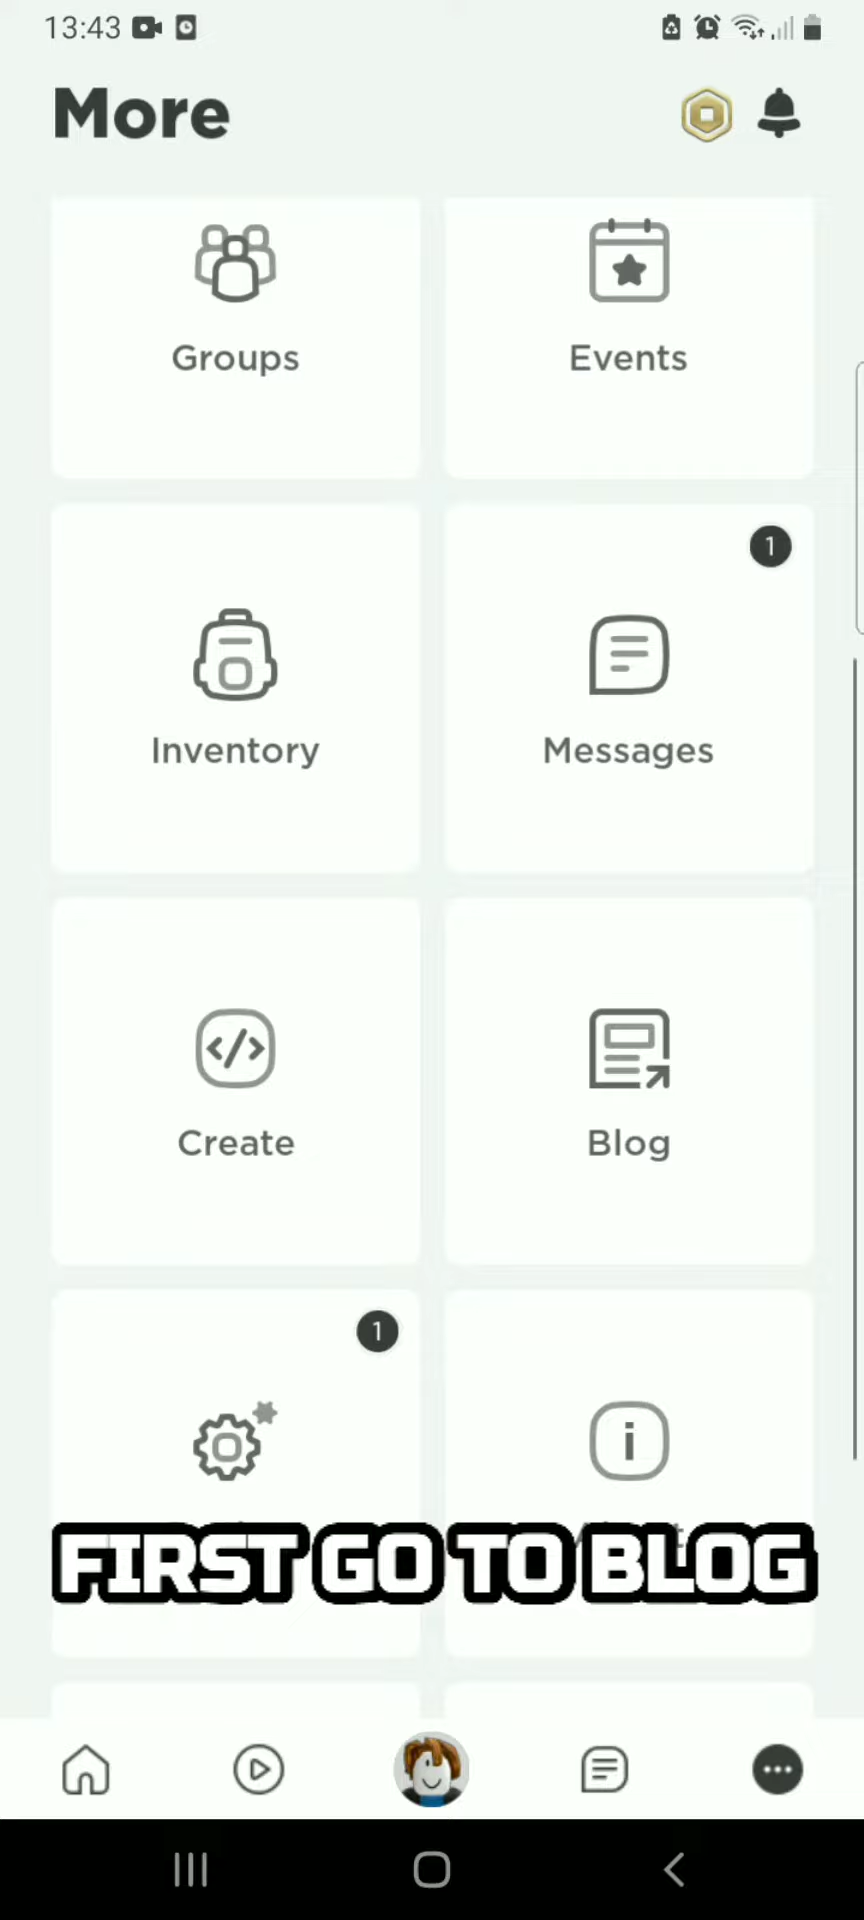 13:43
More
Groups
Events
1
Inventory
Messages
Create
Blog
1
FIRST GO TO BLOG